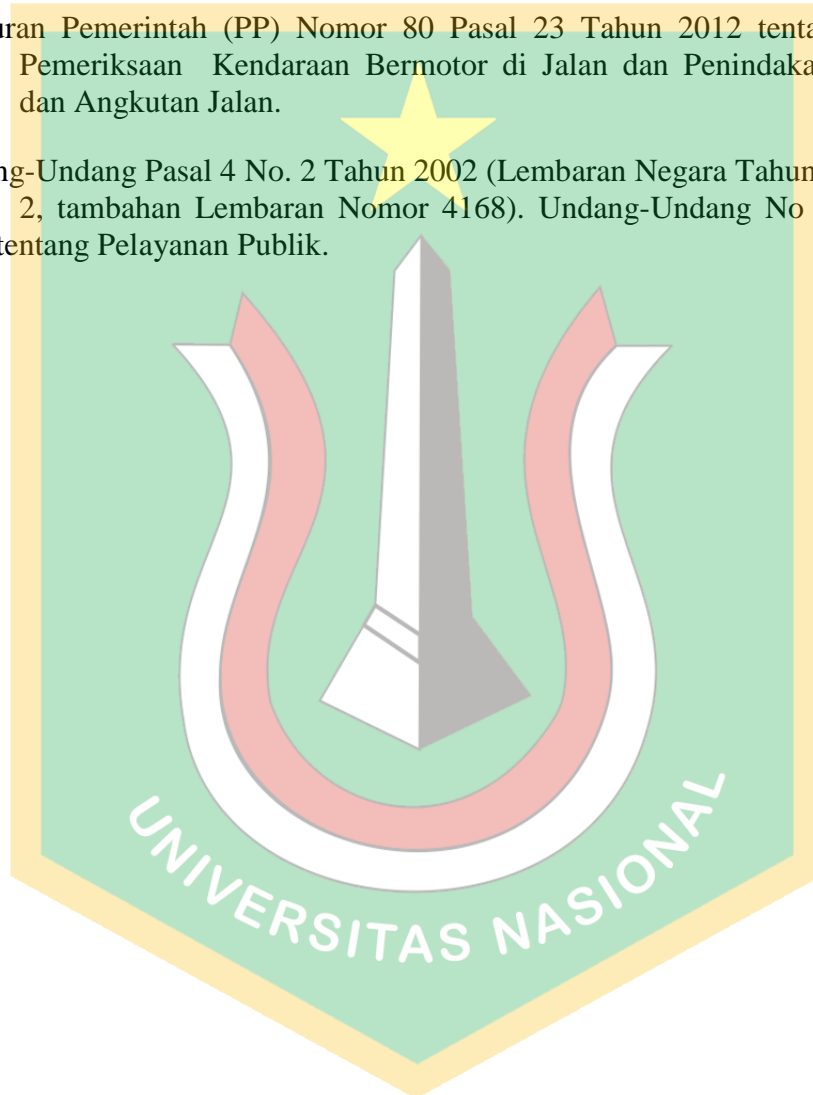 uran Pemerintah (PP) Nomor 80 Pasal 23 Tahun 2012 tenta
Pemeriksaan Kendaraan Bermotor di Jalan dan Penindaka
dan Angkutan Jalan.
ng-Undang Pasal 4 No. 2 Tahun 2002 (Lembaran Negara Tahun
2, tambahan Lembaran Nomor 4168). Undang-Undang No
tentang Pelayanan Publik.
UNIVERSITAS NASIONAL